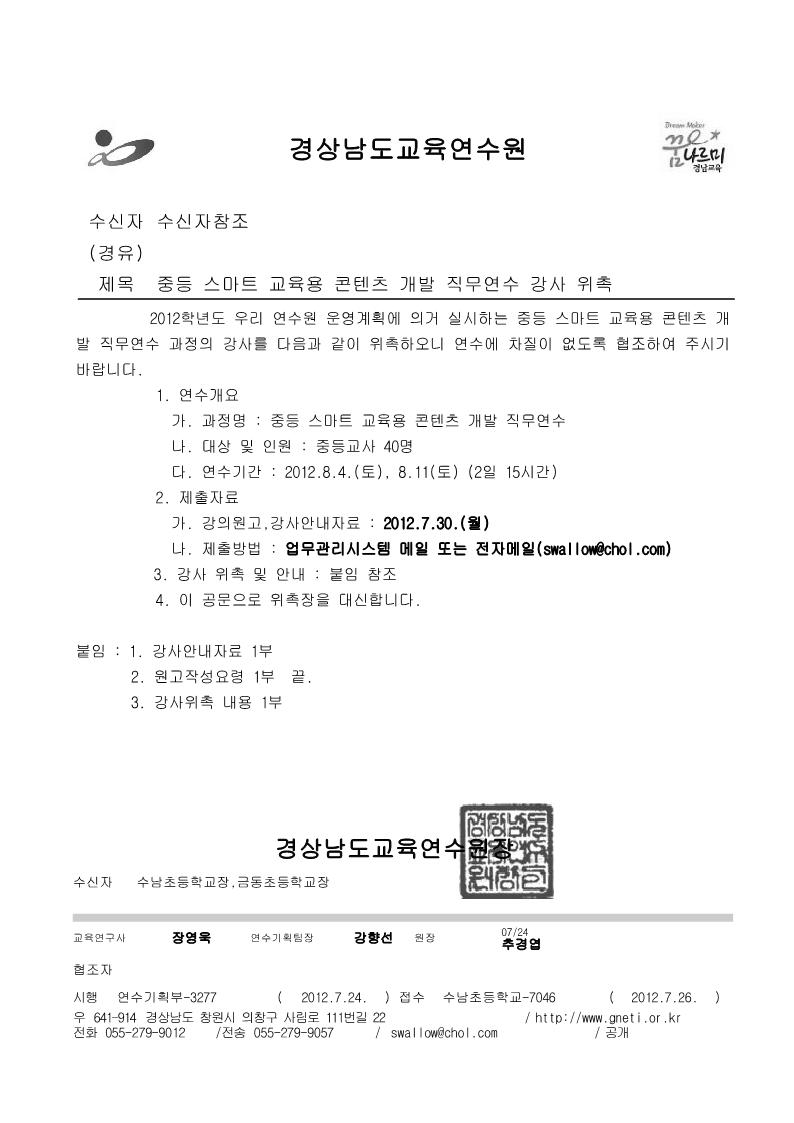 경상남도교육연수원
Dream Maker
꿈나르미
경남교육
수신자 수신자참조
(경유)
제목 중등 스마트 교육용 콘텐츠 개발 직무연수 강사 위촉
2012학년도 우리 연수원 운영계획에 의거 실시하는 중등 스마트 교육용 콘텐츠 개
발 직무연수 과정의 강사를 다음과 같이 위촉하오니 연수에 차질이 없도록 협조하여 주시기
바랍니다.
1. 연수개요
가. 과정명 : 중등 스마트 교육용 콘텐츠 개발 직무연수
나. 대상 및 인원 : 중등교사 40명
다. 연수기간 : 2012.8.4.(토), 8.11(토) (2일 15시간)
2. 제출자료
가. 강의원고,강사안내자료 : 2012.7.30.(월)
나. 제출방법 : 업무관리시스템 메일 또는 전자메일(swallow@chol.com)
3. 강사 위촉 및 안내 : 붙임 참조
4. 이 공문으로 위촉장을 대신합니다.
붙임 : 1. 강사안내자료 1부
2. 원고작성요령 1부 끝.
3. 강사위촉 내용 1부
경상남도교육연수원장
수신자 수남초등학교장,금동초등학교장
교육연구사 장영욱 연수기획팀장 강향선 원장 07/24 추경엽
협조자
시행 연수기획부-3277 ( 2012.7.24. ) 접수 수남초등학교-7046 ( 2012.7.26. )
우 641-914 경상남도 창원시 의창구 사림로 111번길 22 / http://www.gneti.or.kr
전화 055-279-9012 /전송 055-279-9057 / swallow@chol.com / 공개